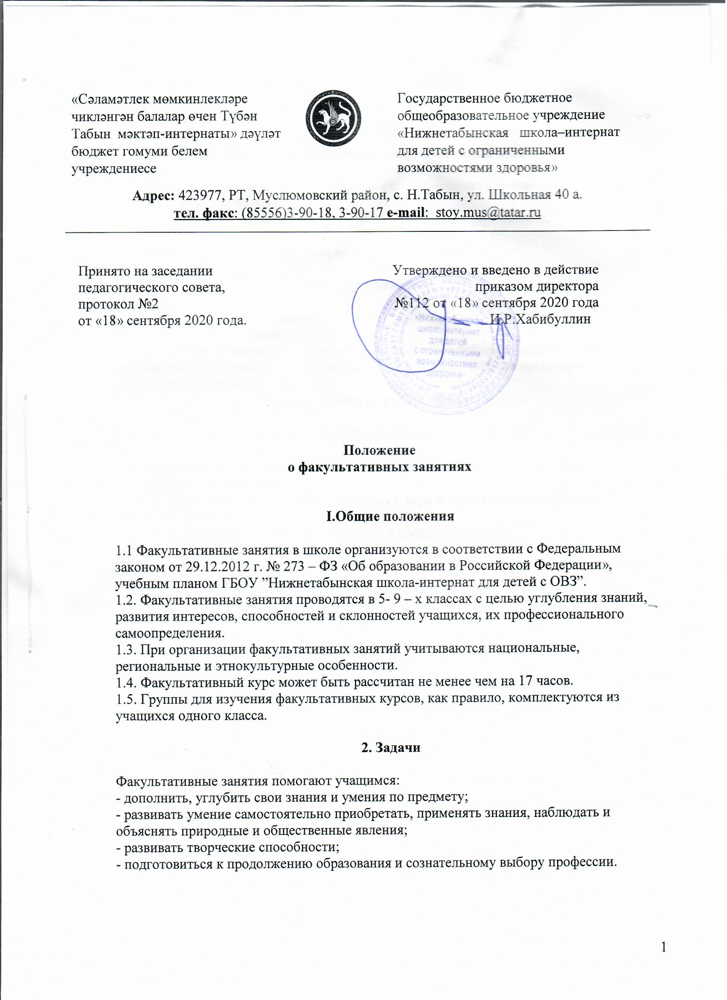 «Сәламәтлек мөмкинлекләре
чикләнгән балалар өчен Түбән
Табын  мәктәп-интернаты» дәүләт
бюджет гомуми белем
учреждениесе
Государственное бюджетное
общеобразовательное учреждение
«Нижнетабынская   школа–интернат
для детей с ограниченными
возможностями здоровья»
Адрес: 423977, РТ, Муслюмовский район, с. Н.Табын, ул. Школьная 40 а.
тел. факс: (85556)3-90-18, 3-90-17 e-mail:  stoy.mus@tatar.ru
Принято на заседании
педагогического совета,
протокол №2
от «18» сентября 2020 года.
Утверждено и введено в действие
приказом директора
№112 от «18» сентября 2020 года
И.Р.Хабибуллин
«Нижнетабынская
школа-интернат
для детей
с ограниченными
возможностями
здоровья»
Положение
о факультативных занятиях
I.Общие положения
1.1 Факультативные занятия в школе организуются в соответствии с Федеральным
законом от 29.12.2012 г. № 273 – ФЗ «Об образовании в Российской Федерации»,
учебным планом ГБОУ ”Нижнетабынская школа-интернат для детей с ОВЗ”.
1.2. Факультативные занятия проводятся в 5- 9 – х классах с целью углубления знаний,
развития интересов, способностей и склонностей учащихся, их профессионального
самоопределения.
1.3. При организации факультативных занятий учитываются национальные,
региональные и этнокультурные особенности.
1.4. Факультативный курс может быть рассчитан не менее чем на 17 часов.
1.5. Группы для изучения факультативных курсов, как правило, комплектуются из
учащихся одного класса.
2. Задачи
Факультативные занятия помогают учащимся:
- дополнить, углубить свои знания и умения по предмету;
- развивать умение самостоятельно приобретать, применять знания, наблюдать и
объяснять природные и общественные явления;
- развивать творческие способности;
- подготовиться к продолжению образования и сознательному выбору профессии.
1